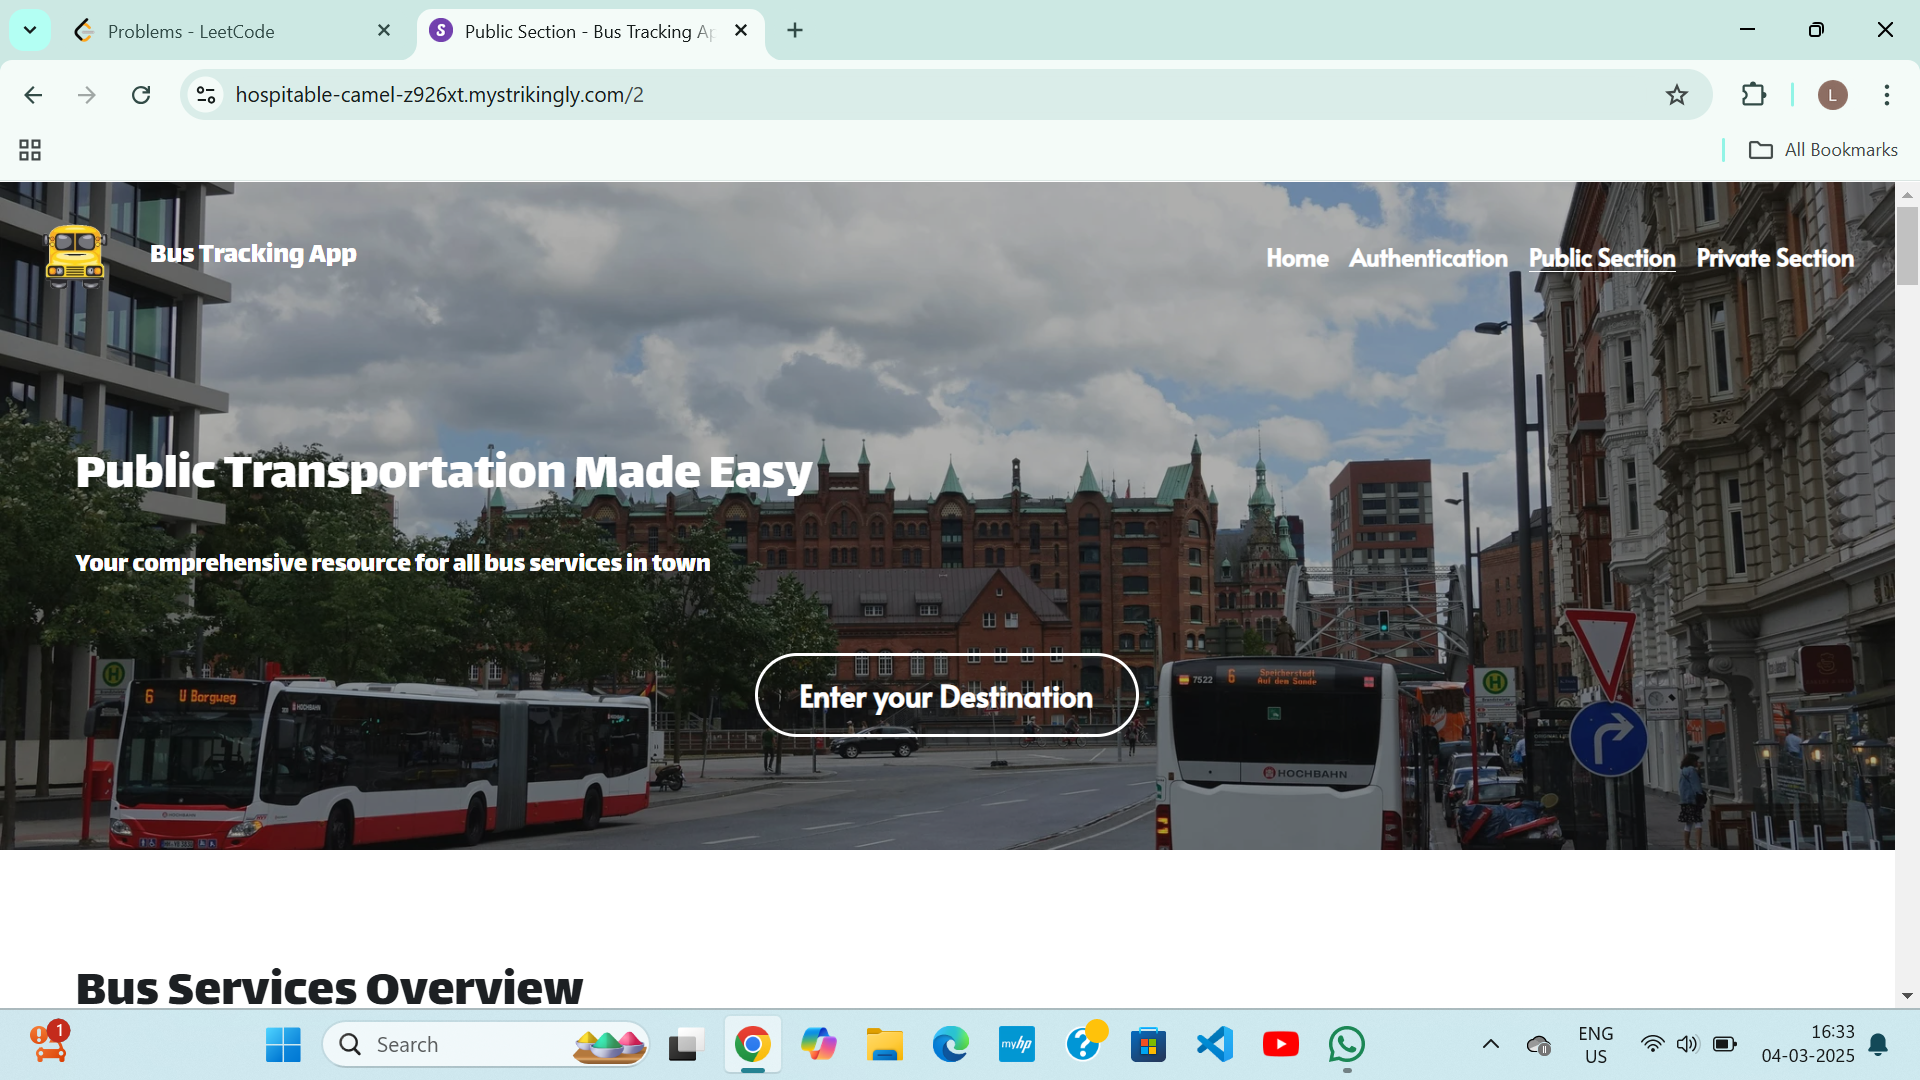 Problems - LeetCode
Public Section - Bus Tracking Ap
hospitable-camel-z926xt.mystrikingly.com/2
L
All Bookmarks
Bus Tracking App
Home Authentication Public Section Private Section
Public Transportation Made Easy
Your comprehensive resource for all bus services in town
Enter your Destination
6 U Borgweg
HOCHBAHN
7522 6 Speicherstadt
Auf dem Sande
H
H
HOCHBAHN
Bus Services Overview
1
Search
myhp
ENG
US
16:33
04-03-2025